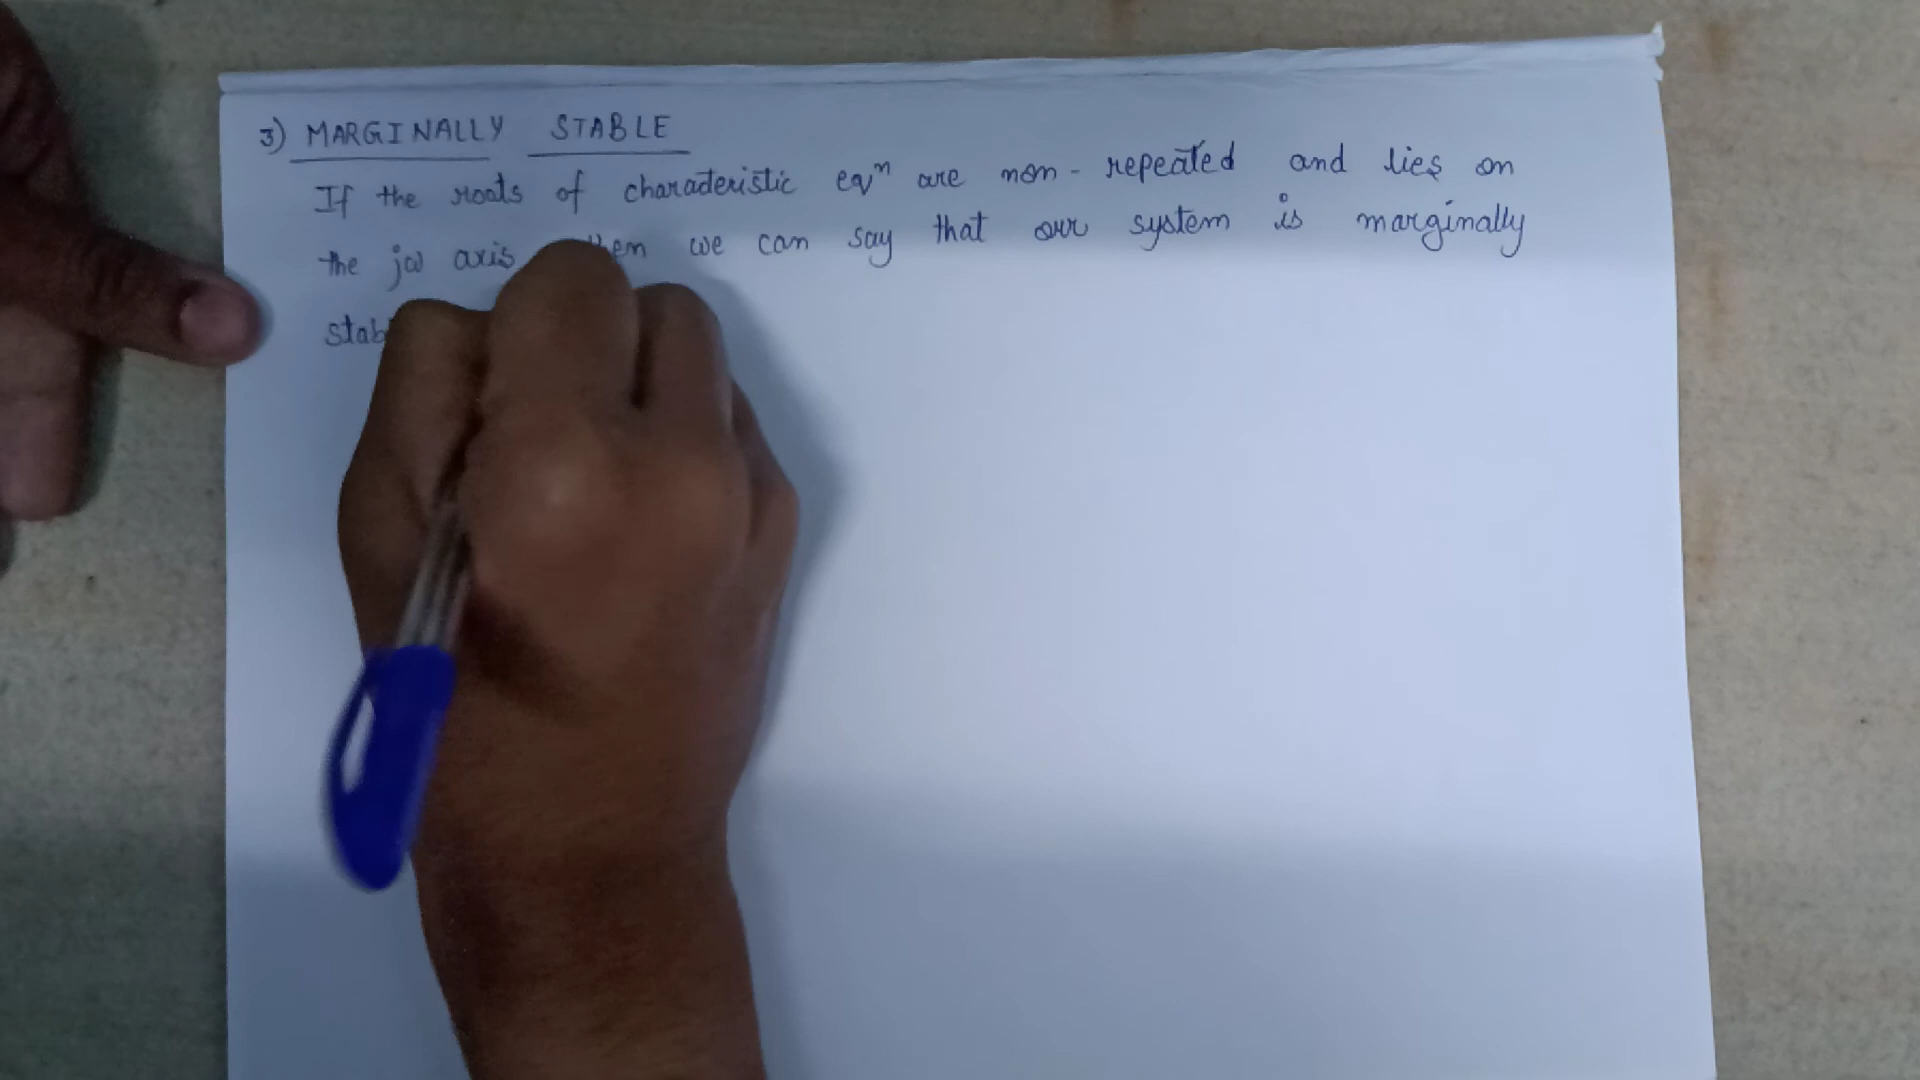 3) MARGINALLY STABLE
If the roots of characteristic eqⁿ are non-repeated and lies on
the jω axis then we can say that our system is marginally